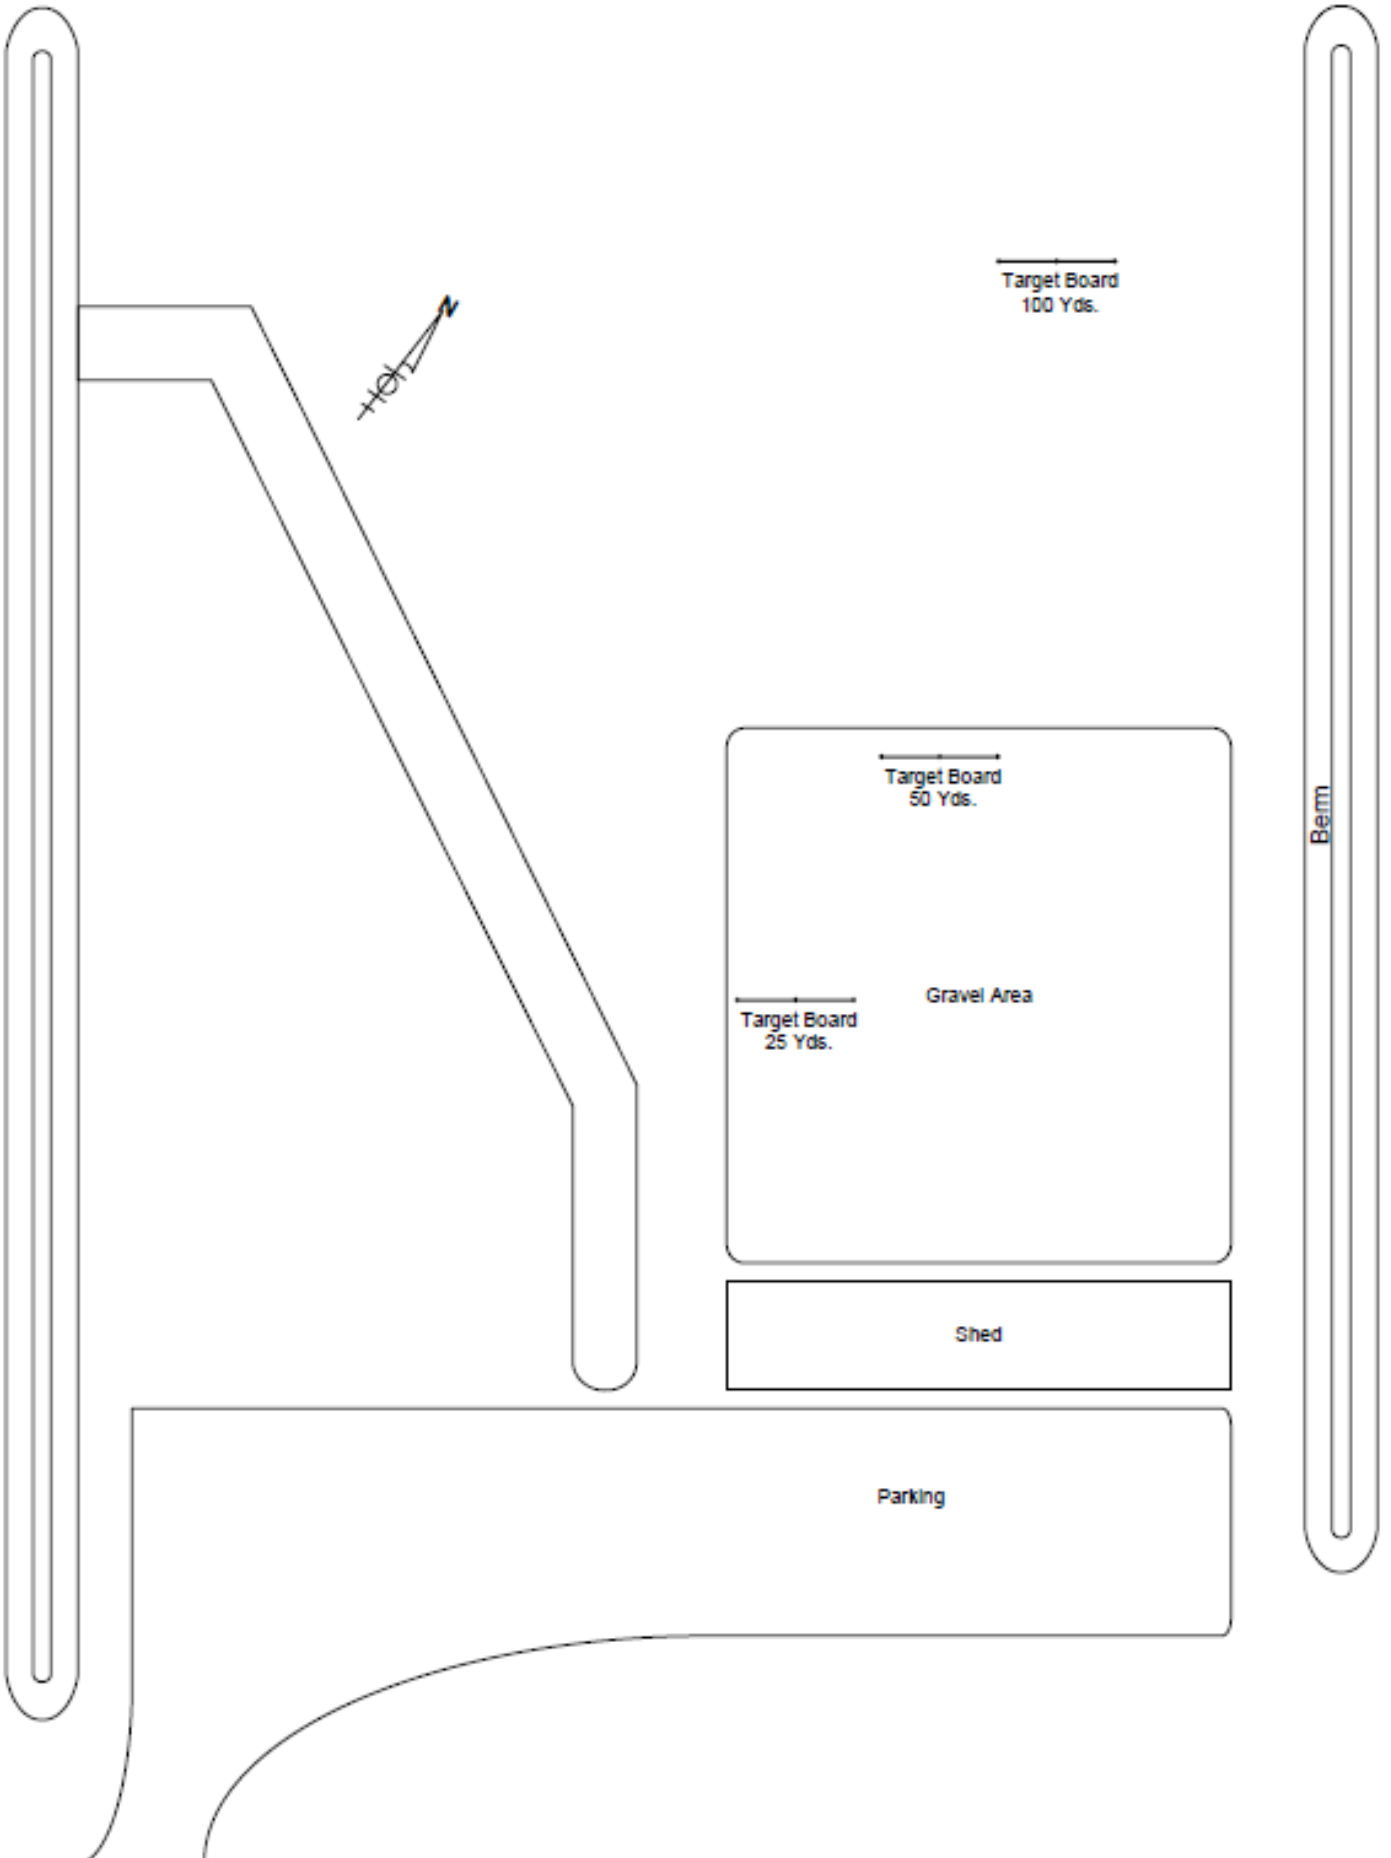 N
Target Board
100 Yds.
Target Board
50 Yds.
Berm
Gravel Area
Target Board
25 Yds.
Shed
Parking